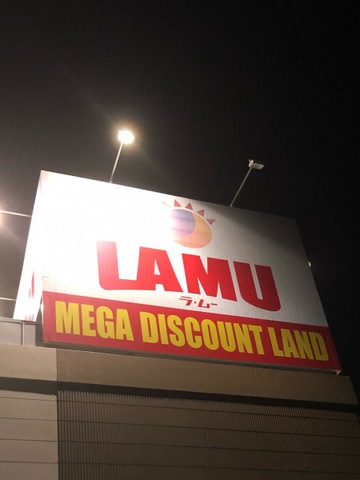 LAMU
ラ・ムー
MEGA DISCOUNT LAND